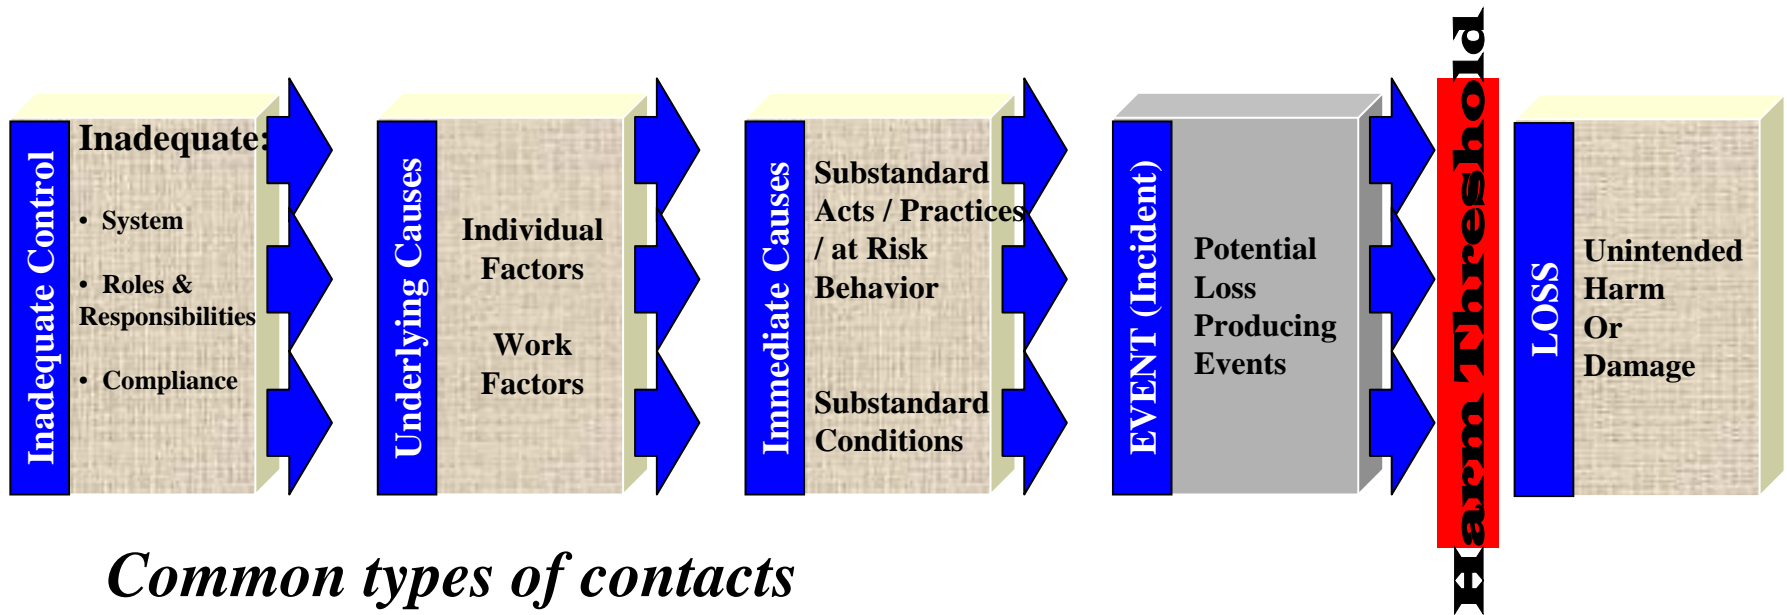 Inadequate Control
Inadequate:
• System
• Roles &
Responsibilities
• Compliance
Underlying Causes
Individual
Factors
Work
Factors
Immediate Causes
Substandard
Acts / Practices
/ at Risk
Behavior
Substandard
Conditions
EVENT (Incident)
Potential
Loss
Producing
Events
Harm Threshold
LOSS
Unintended
Harm
Or
Damage
Common types of contacts